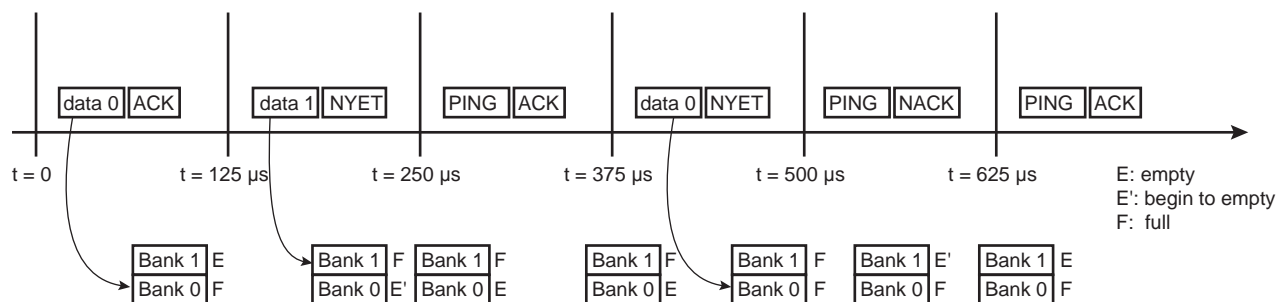 data 0 ACK data 1 NYET PING ACK data 0 NYET PING NACK PING ACK
t = 0 t = 125 μs t = 250 μs t = 375 μs t = 500 μs t = 625 μs
E: empty
E': begin to empty
F: full
Bank 1 E Bank 1 F Bank 1 F Bank 1 F Bank 1 F Bank 1 E' Bank 1 E
Bank 0 F Bank 0 E' Bank 0 E Bank 0 E Bank 0 F Bank 0 F Bank 0 F